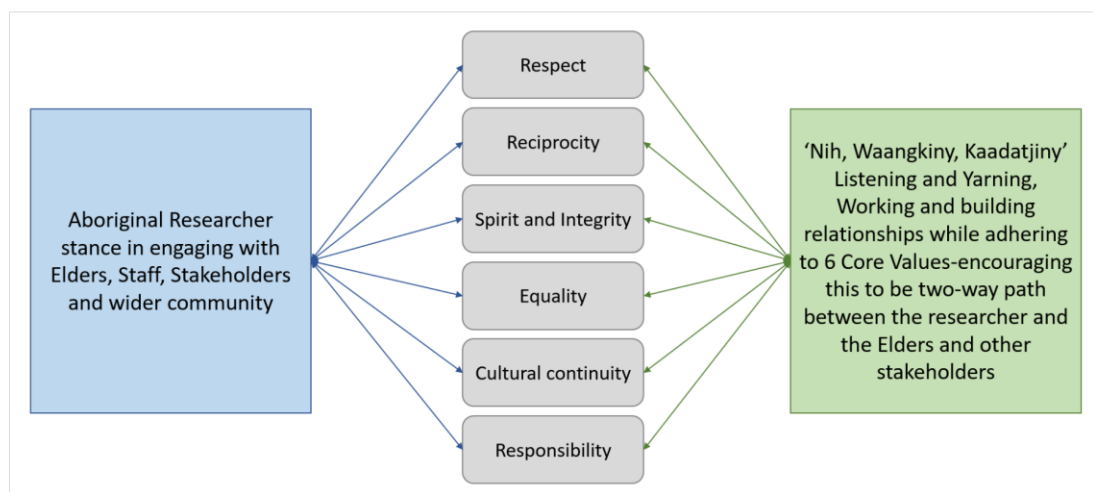 Aboriginal Researcher
stance in engaging with
Elders, Staff, Stakeholders
and wider community
Respect
Reciprocity
Spirit and Integrity
Equality
Cultural continuity
Responsibility
‘Nih, Waangkiny, Kaadatjiny’
Listening and Yarning,
Working and building
relationships while adhering
to 6 Core Values-encouraging
this to be two-way path
between the researcher and
the Elders and other
stakeholders